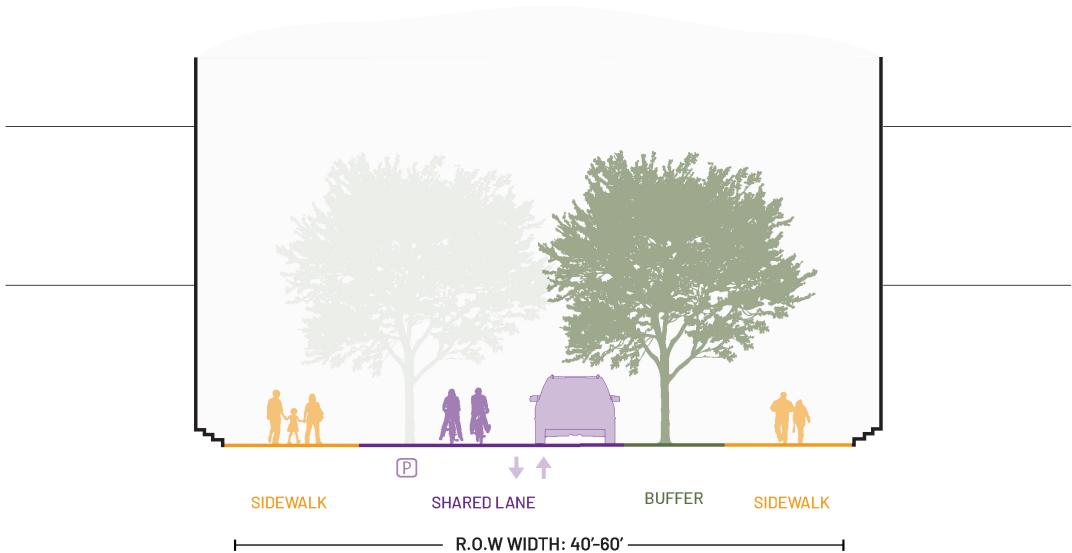 P
SIDEWALK
SHARED LANE
BUFFER
SIDEWALK
R.O.W WIDTH: 40'-60'